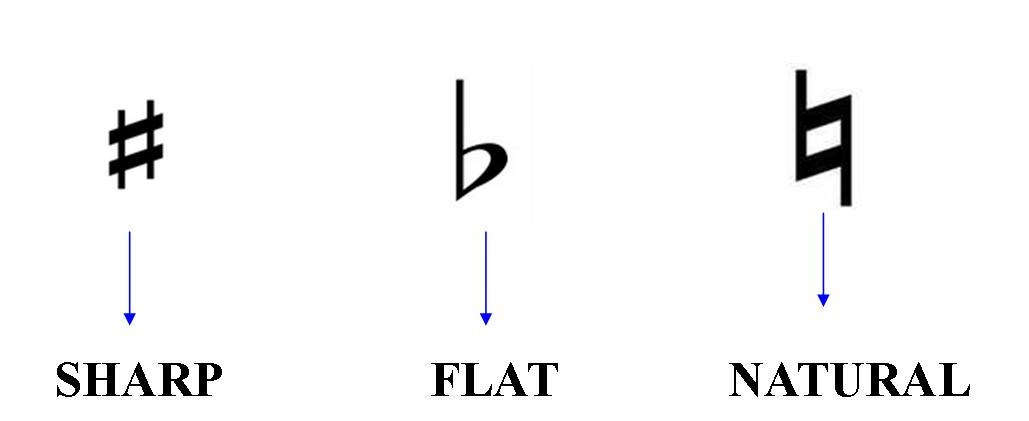 ♯ ♭ ♮
SHARP FLAT NATURAL